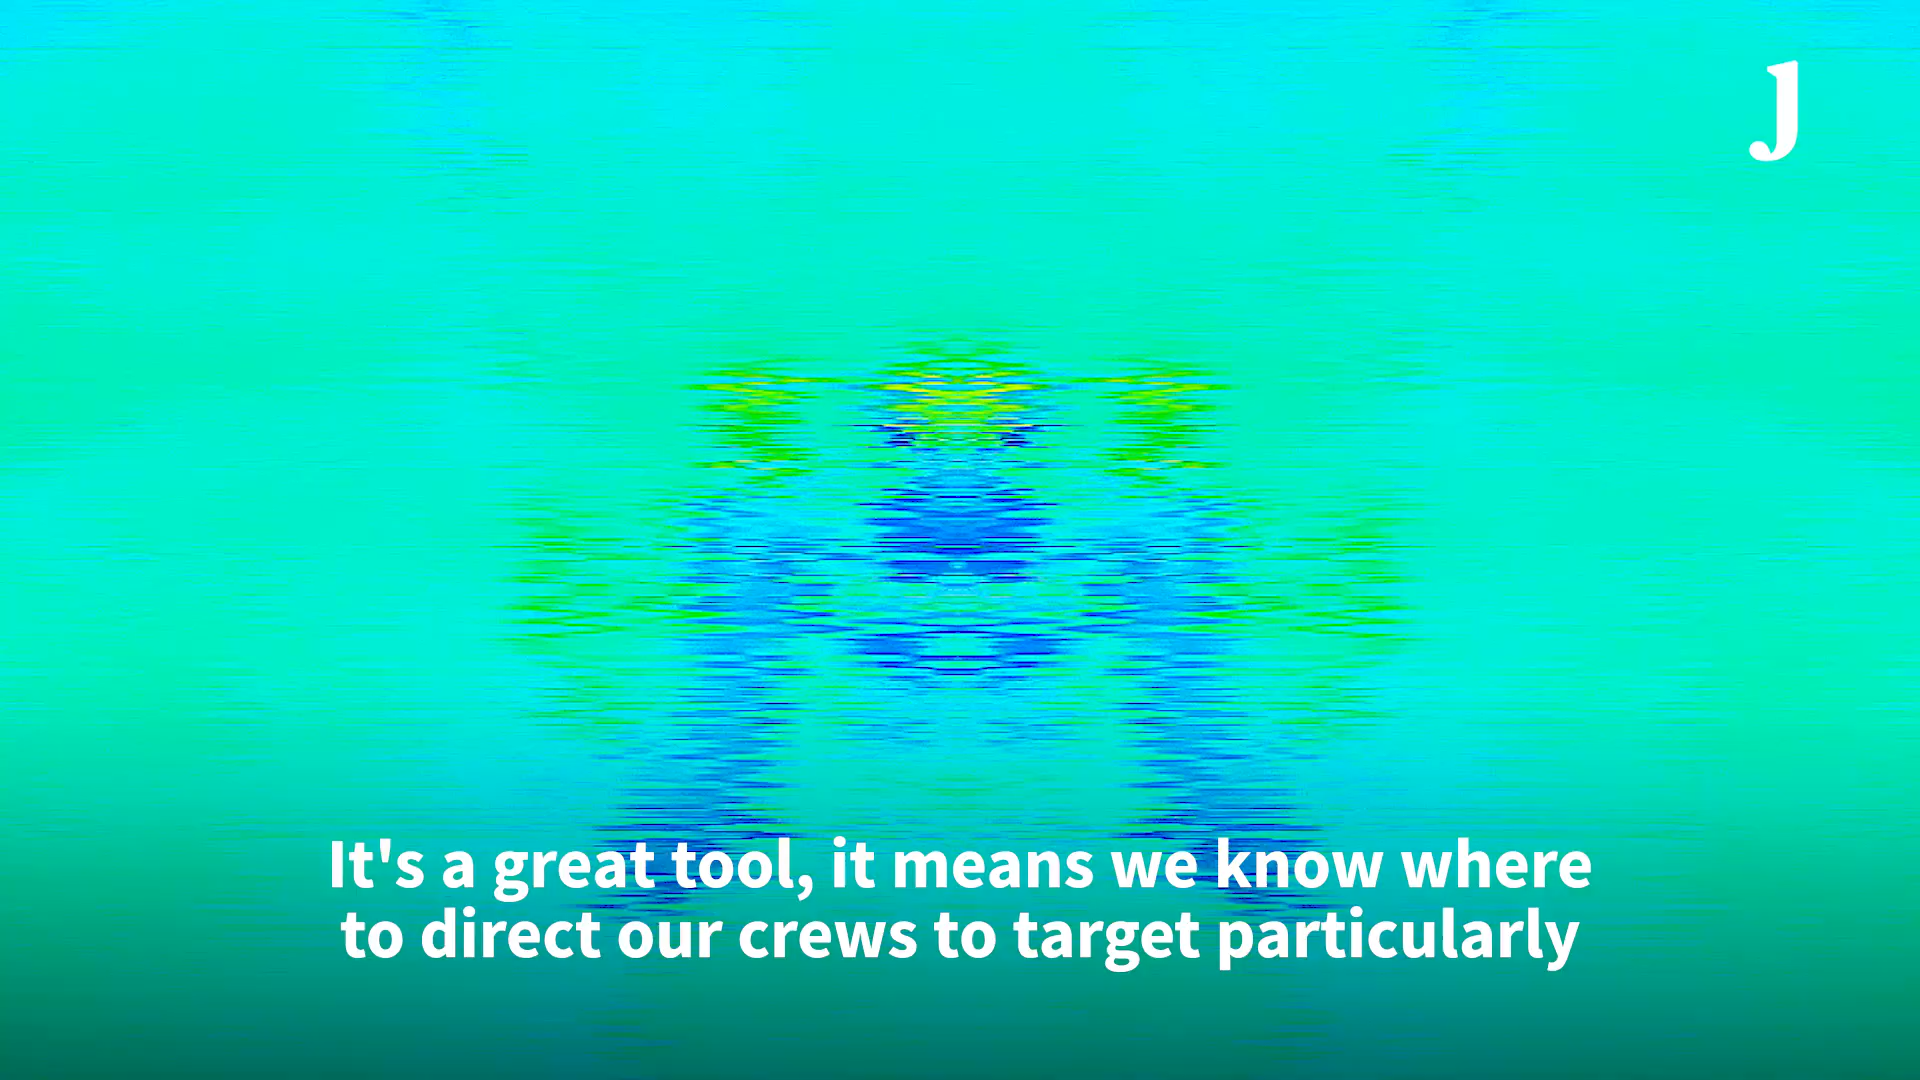 J
It's a great tool, it means we know where
to direct our crews to target particularly